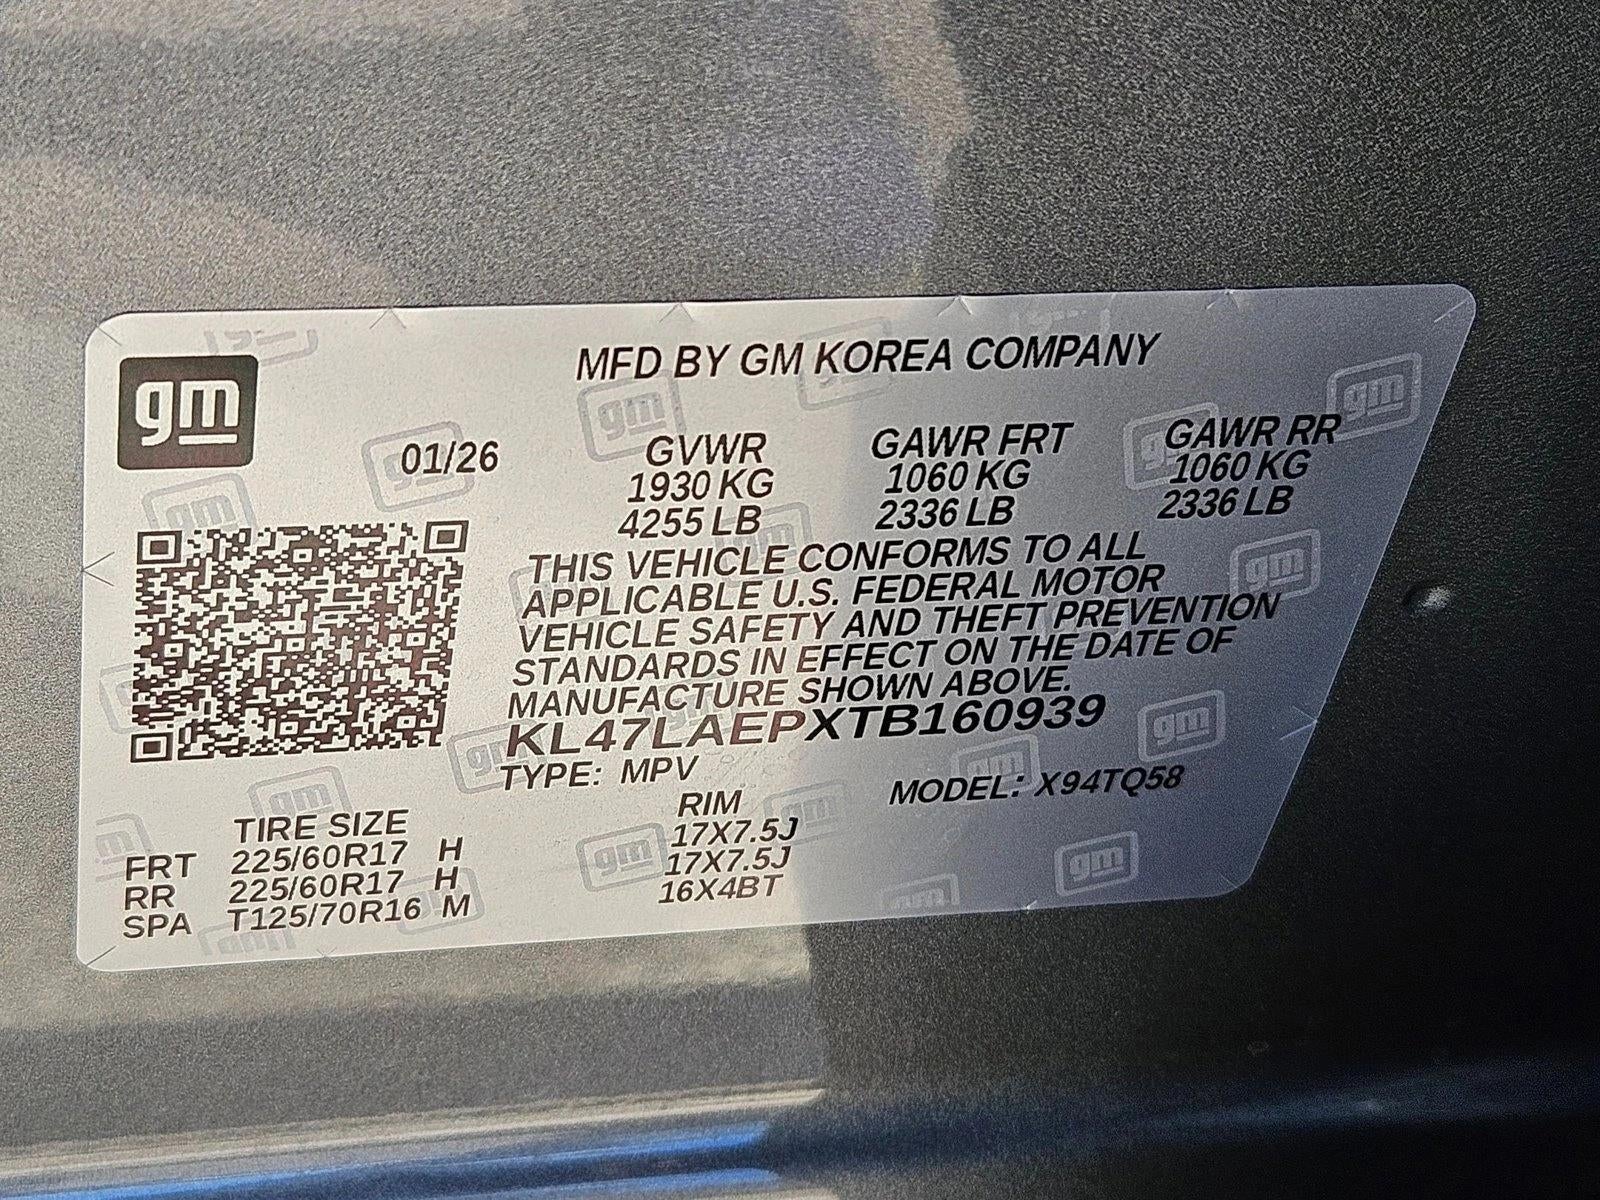 gm
MFD BY GM KOREA COMPANY
01/26 GVWR GAWR FRT GAWR RR
1930 KG 1060 KG 1060 KG
4255 LB 2336 LB 2336 LB
THIS VEHICLE CONFORMS TO ALL
APPLICABLE U.S. FEDERAL MOTOR
VEHICLE SAFETY AND THEFT PREVENTION
STANDARDS IN EFFECT ON THE DATE OF
MANUFACTURE SHOWN ABOVE.
KL47LAEPXTB160939
TYPE: MPV MODEL: X94TQ58
TIRE SIZE RIM
FRT 225/60R17 H 17X7.5J
RR 225/60R17 H 17X7.5J
SPA T125/70R16 M 16X4BT